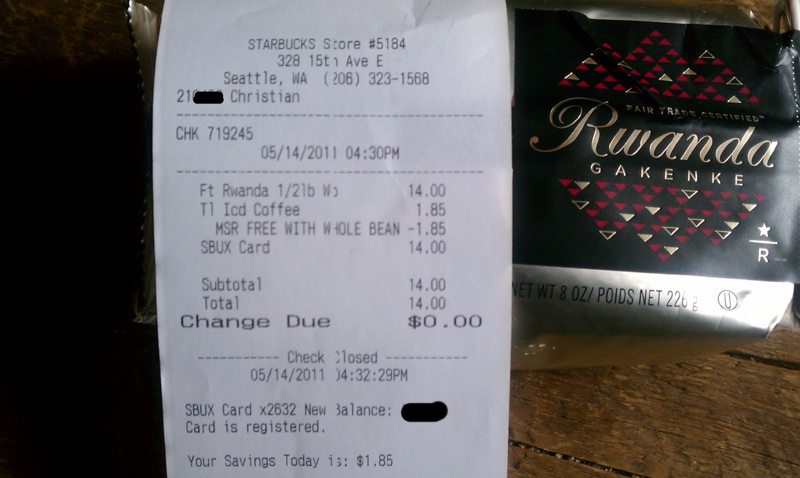 STARBUCKS Store #5184
328 15th Ave E
Seattle, WA (206) 323-1568
Christian
CHK 719245
05/14/2011 04:30PM
Ft Rwanda 1/2lb 14.00
Tl Icd Coffee 1.85
MSR FREE WITH WHOLE BEAN -1.85
SBUX Card 14.00
Subtotal 14.00
Total 14.00
Change Due $0.00
Check Closed
05/14/2011 04:32:29PM
SBUX Card x2632 New Balance:
Card is registered.
Your Savings Today is: $1.85
FAIR TRADE CERTIFIED™
Rwanda
GAKENKE
R
NET WT 8 OZ/ POIDS NET 226 g
U